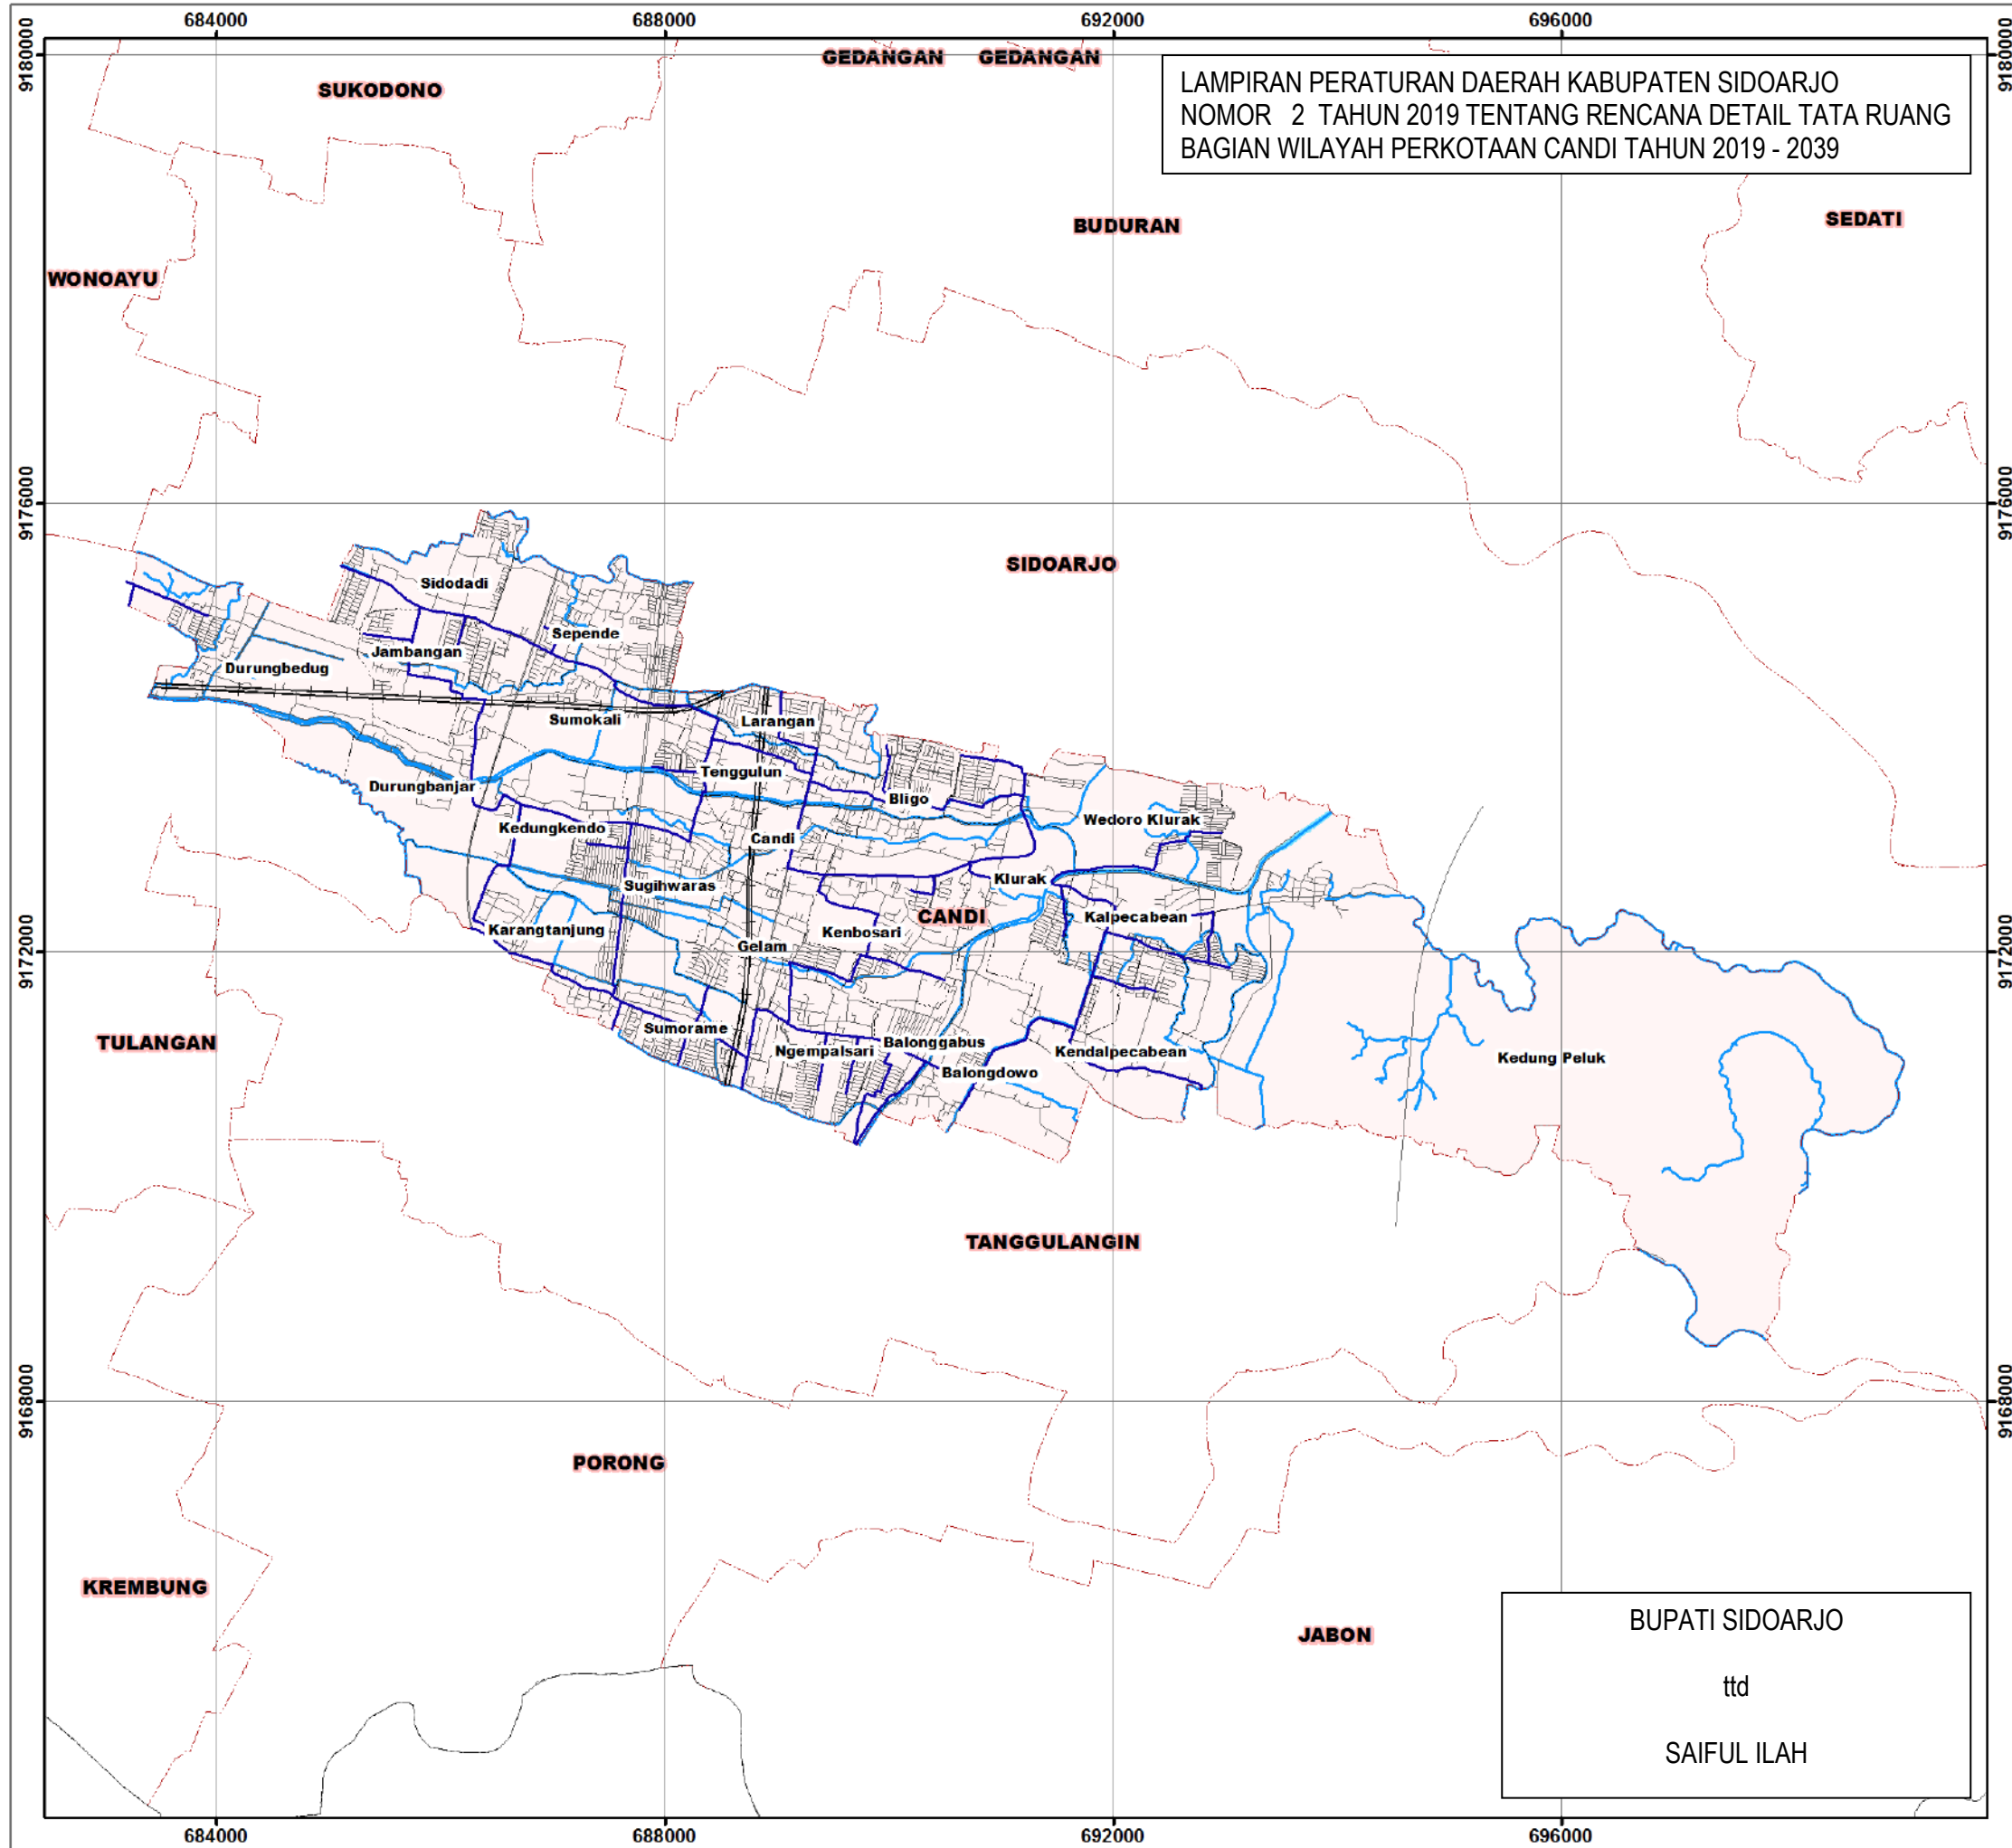 684000
688000
692000
696000
9180000
9180000
GEDANGAN
GEDANGAN
SUKODONO
LAMPIRAN PERATURAN DAERAH KABUPATEN SIDOARJO
NOMOR 2 TAHUN 2019 TENTANG RENCANA DETAIL TATA RUANG
BAGIAN WILAYAH PERKOTAAN CANDI TAHUN 2019 - 2039
BUDURAN
SEDATI
WONOAYU
9176000
9176000
SIDOARJO
Sidodadi
Sepende
Jambangan
Durungbedug
Sumokali
Larangan
Tenggulun
Durungbanjar
Bligo
Wedoro Klurak
Kedungkendo
Candi
Sugihwaras
Klurak
CANDI
Kalpecabean
Karangtanjung
Kenbosari
Gelam
9172000
9172000
Sumorame
TULANGAN
Balonggabus
Ngempalsari
Kendalpecabean
Kedung Peluk
Balongdowo
TANGGULANGIN
9168000
9168000
PORONG
KREMBUNG
JABON
BUPATI SIDOARJO
ttd
SAIFUL ILAH
684000
688000
692000
696000